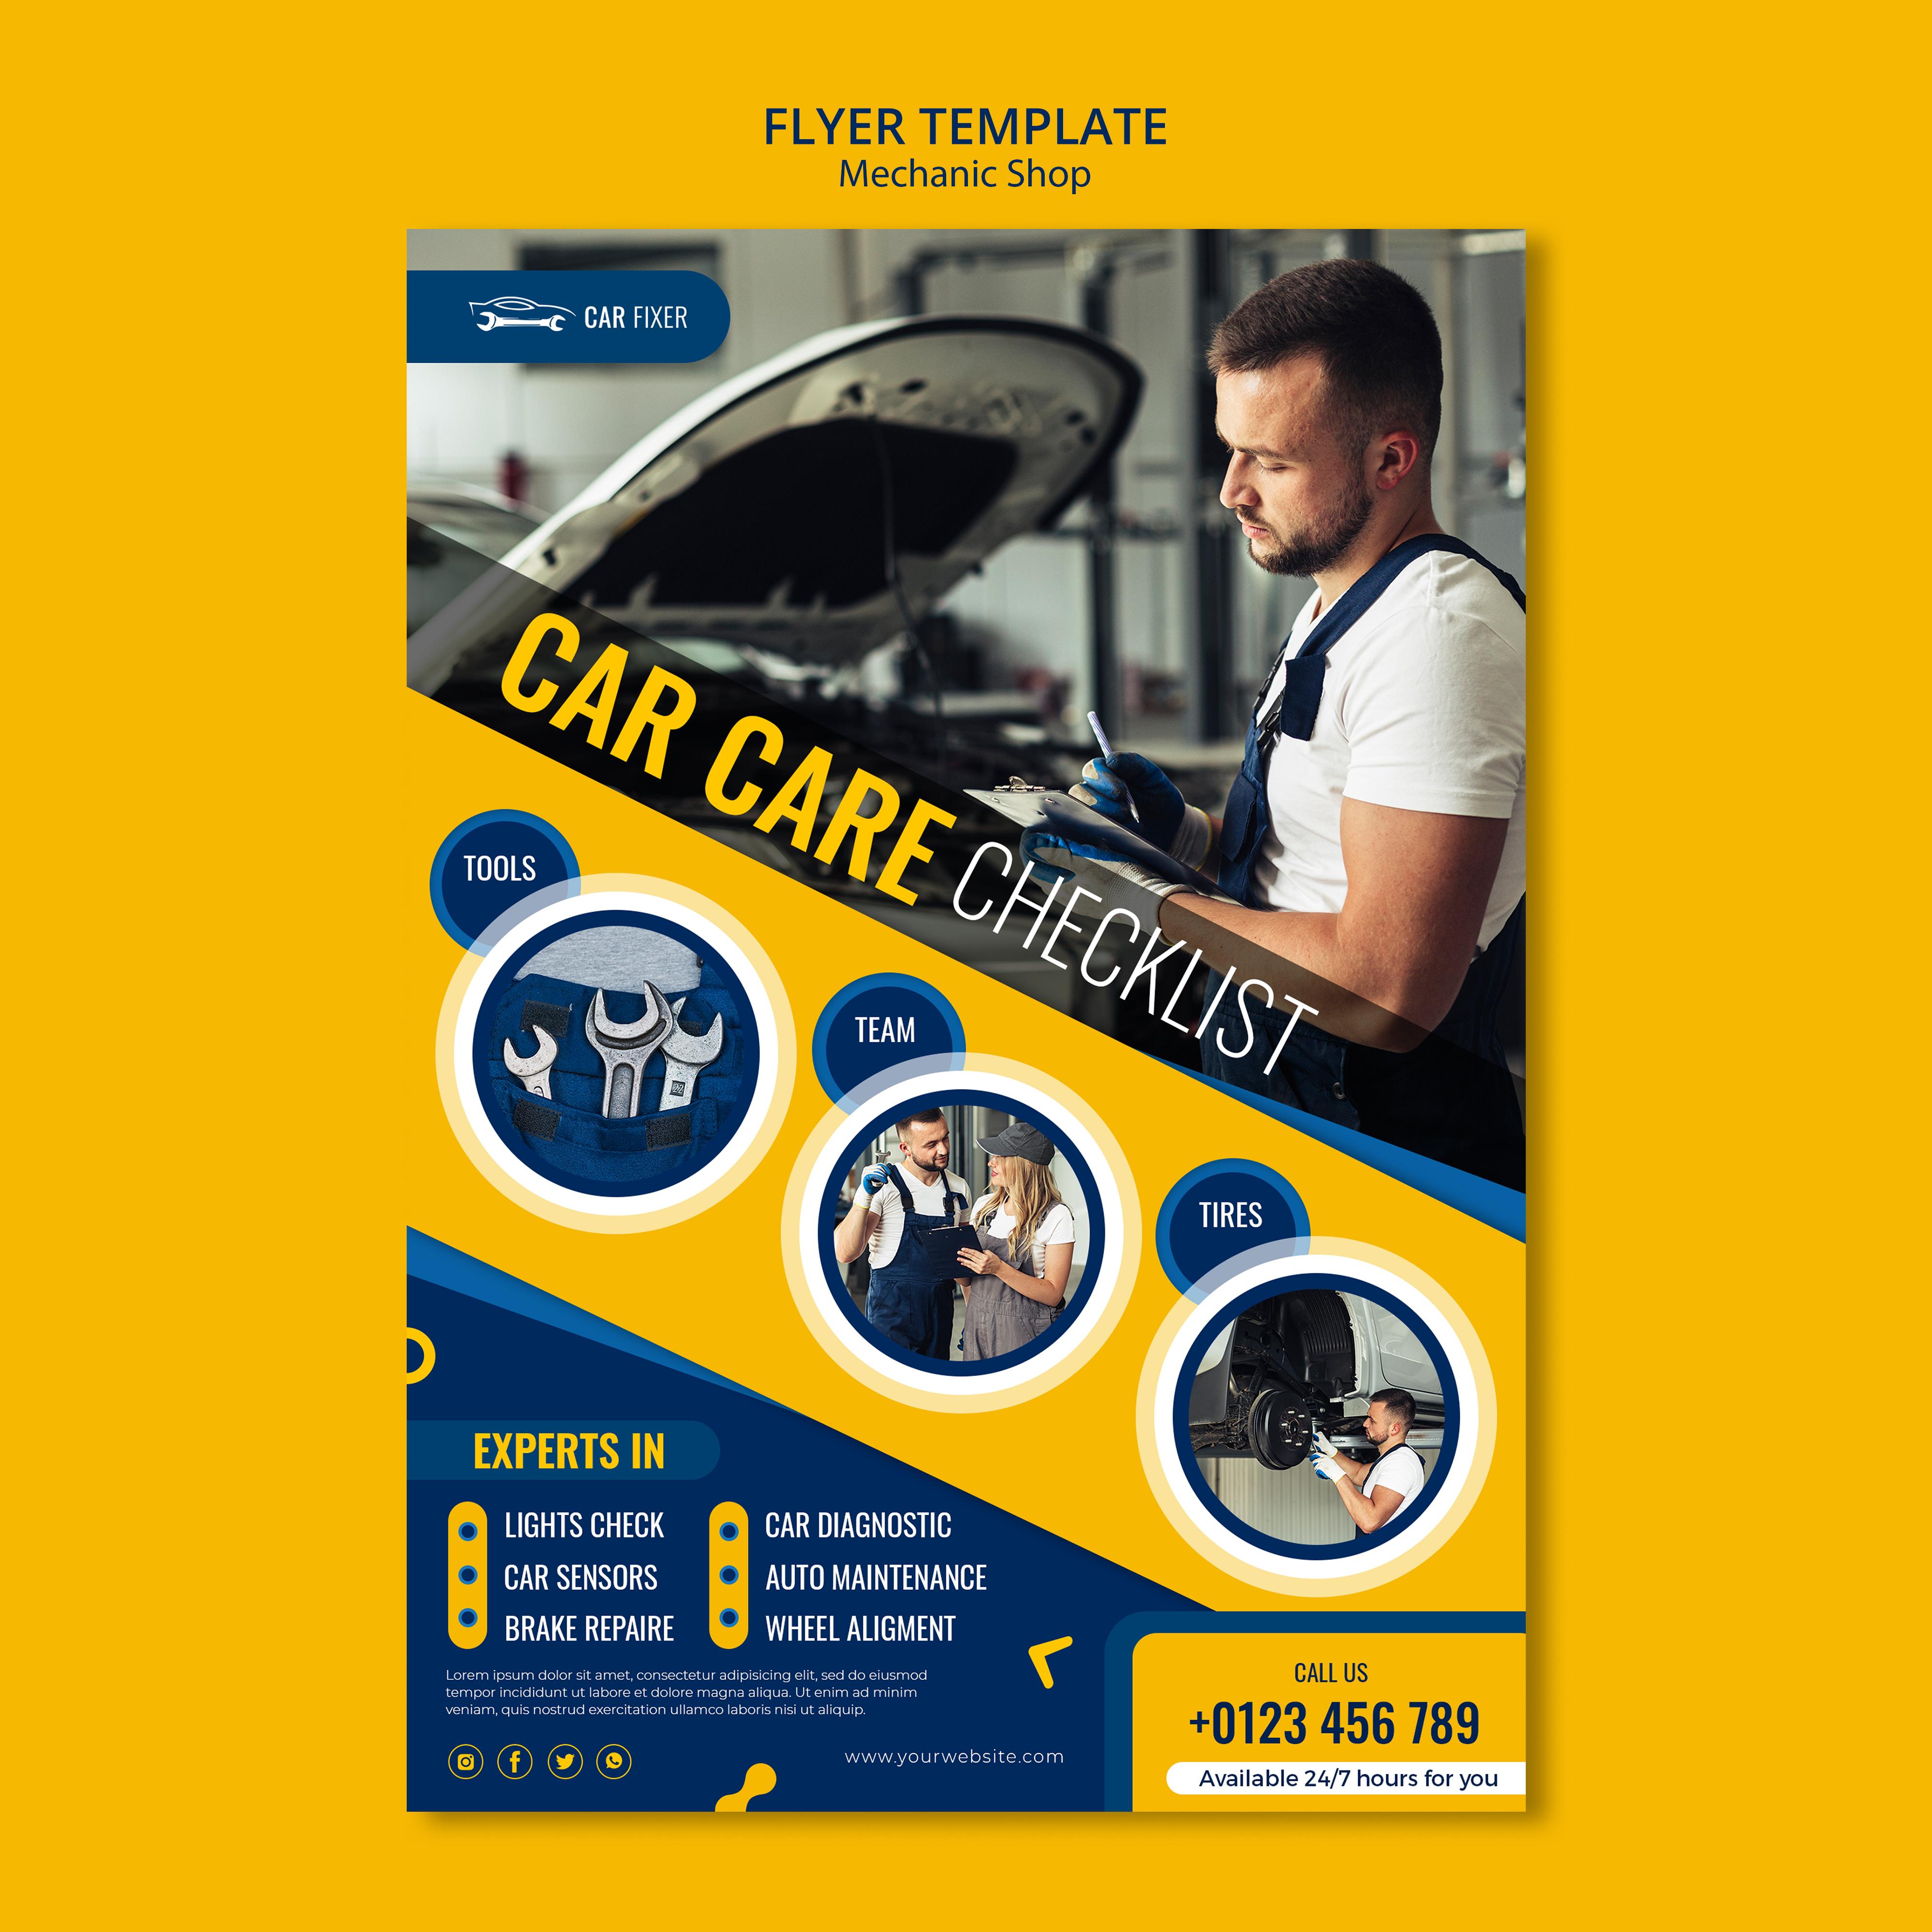 FLYER TEMPLATE
Mechanic Shop
CAR FIXER
CAR CARE CHECKLIST
TOOLS
TEAM
TIRES
EXPERTS IN
LIGHTS CHECK
CAR SENSORS
BRAKE REPAIRE
CAR DIAGNOSTIC
AUTO MAINTENANCE
WHEEL ALIGMENT
Lorem ipsum dolor sit amet, consectetur adipisicing elit, sed do eiusmod
tempor incididunt ut labore et dolore magna aliqua. Ut enim ad minim
veniam, quis nostrud exercitation ullamco laboris nisi ut aliquip.
www.yourwebsite.com
CALL US
+0123 456 789
Available 24/7 hours for you